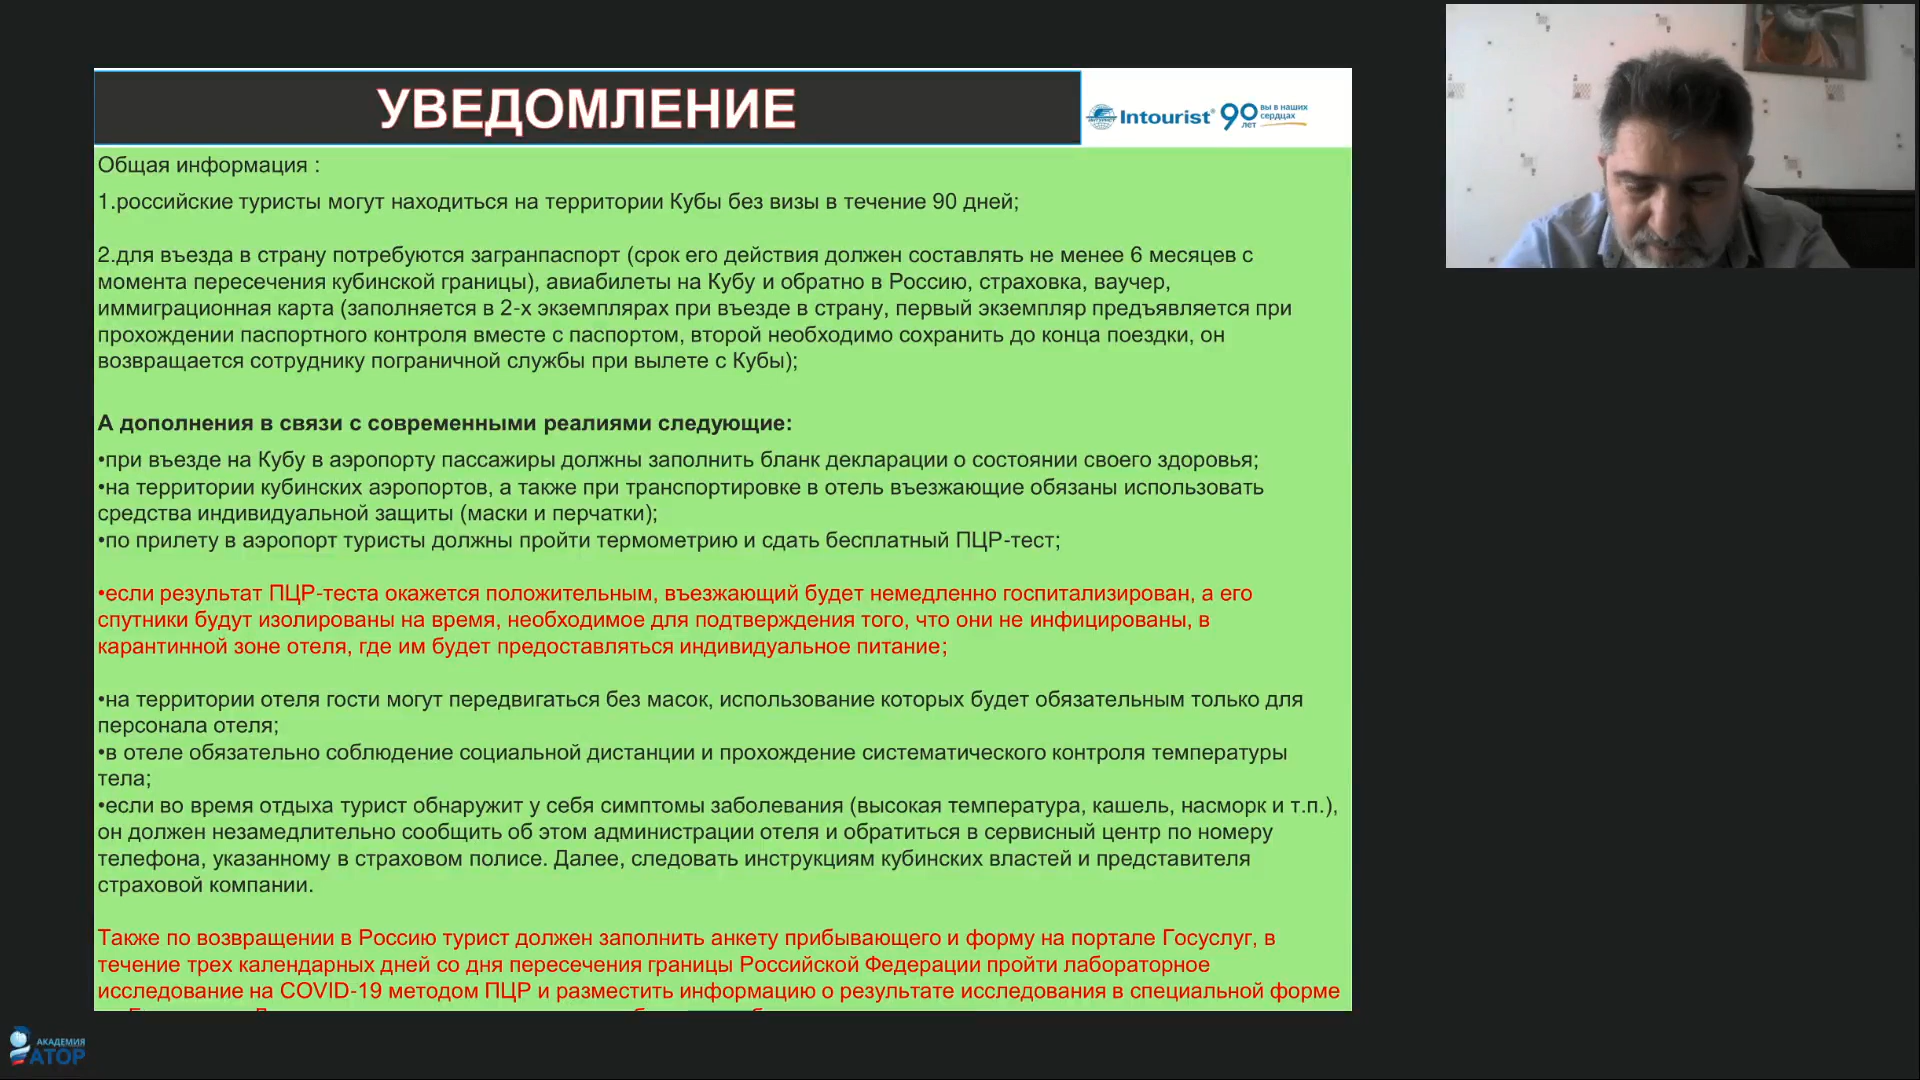 УВЕДОМЛЕНИЕ
ИНТУРИСТ Intourist® 90 лет вы в наших сердцах
Общая информация :
1.российские туристы могут находиться на территории Кубы без визы в течение 90 дней;
2.для въезда в страну потребуются загранпаспорт (срок его действия должен составлять не менее 6 месяцев с
момента пересечения кубинской границы), авиабилеты на Кубу и обратно в Россию, страховка, ваучер,
иммиграционная карта (заполняется в 2-х экземплярах при въезде в страну, первый экземпляр предъявляется при
прохождении паспортного контроля вместе с паспортом, второй необходимо сохранить до конца поездки, он
возвращается сотруднику пограничной службы при вылете с Кубы);
А дополнения в связи с современными реалиями следующие:
•при въезде на Кубу в аэропорту пассажиры должны заполнить бланк декларации о состоянии своего здоровья;
•на территории кубинских аэропортов, а также при транспортировке в отель въезжающие обязаны использовать
средства индивидуальной защиты (маски и перчатки);
•по прилету в аэропорт туристы должны пройти термометрию и сдать бесплатный ПЦР-тест;
•если результат ПЦР-теста окажется положительным, въезжающий будет немедленно госпитализирован, а его
спутники будут изолированы на время, необходимое для подтверждения того, что они не инфицированы, в
карантинной зоне отеля, где им будет предоставляться индивидуальное питание;
•на территории отеля гости могут передвигаться без масок, использование которых будет обязательным только для
персонала отеля;
•в отеле обязательно соблюдение социальной дистанции и прохождение систематического контроля температуры
тела;
•если во время отдыха турист обнаружит у себя симптомы заболевания (высокая температура, кашель, насморк и т.п.),
он должен незамедлительно сообщить об этом администрации отеля и обратиться в сервисный центр по номеру
телефона, указанному в страховом полисе. Далее, следовать инструкциям кубинских властей и представителя
страховой компании.
Также по возвращении в Россию турист должен заполнить анкету прибывающего и форму на портале Госуслуг, в
течение трех календарных дней со дня пересечения границы Российской Федерации пройти лабораторное
исследование на COVID-19 методом ПЦР и разместить информацию о результате исследования в специальной форме
АКАДЕМИЯ
АТОР